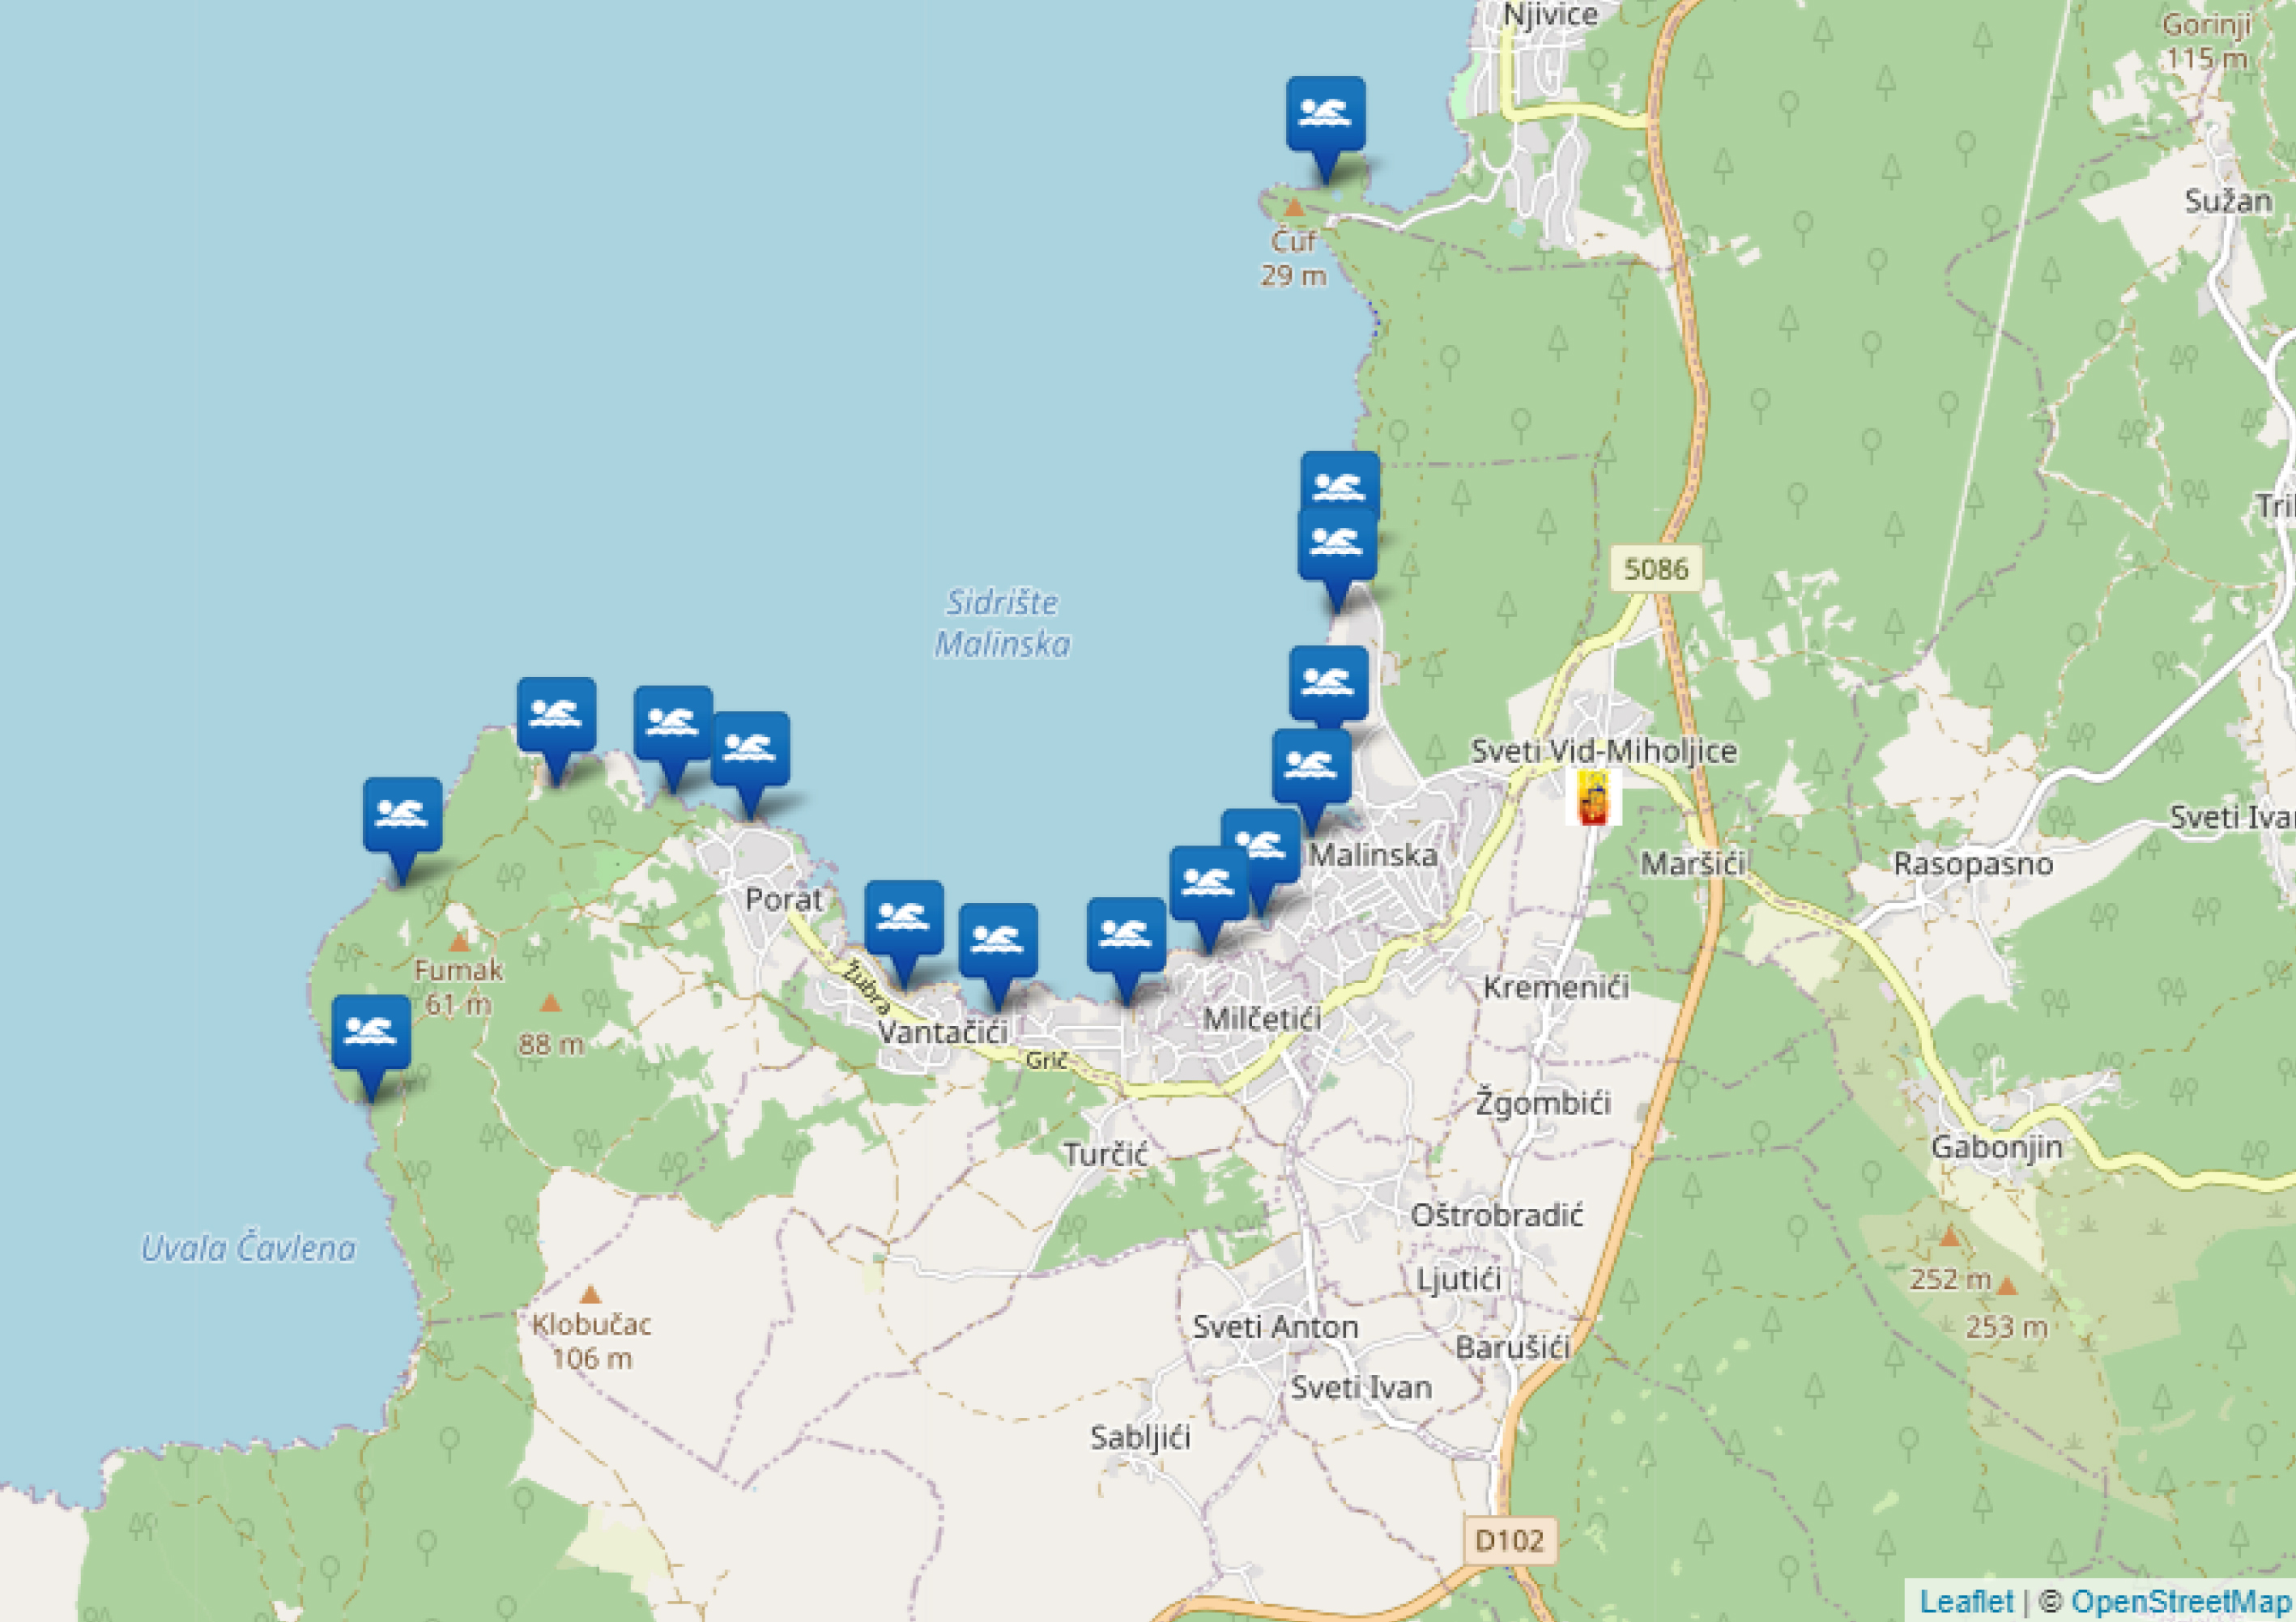 Njivice
Gorinji
115 m
Sužan
Čuf
29 m
Tri
5086
Sidrište
Malinska
Sveti Vid-Miholjice
Sveti Iva
Malinska
Maršići
Rasopasno
Porat
Fumak
61 m
88 m
Žubra
Vantačići
Grič
Milčetići
Kremenići
Žgombići
Turčić
Gabonjin
Oštrobradić
Uvala Čavlena
Ljutići
252 m
253 m
Klobučac
106 m
Sveti Anton
Barušići
Sveti Ivan
Sabljići
D102
Leaflet | © OpenStreetMap